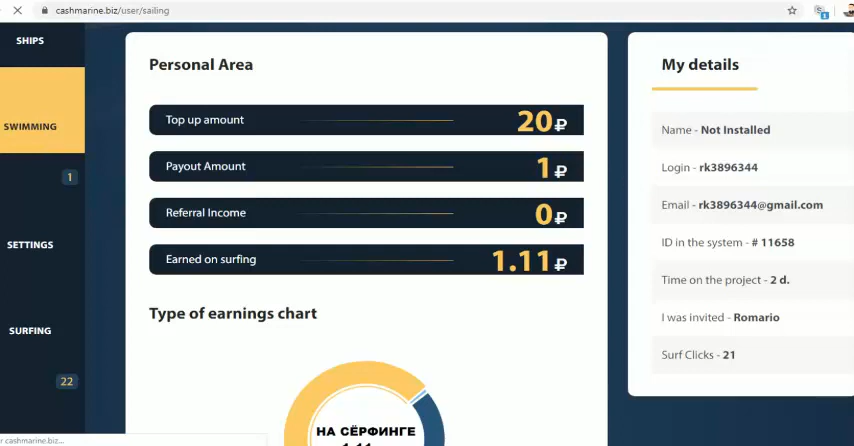 cashmarine.biz/user/sailing
SHIPS
SWIMMING
1
SETTINGS
SURFING
22
Personal Area
Top up amount 20₽
Payout Amount 1₽
Referral Income 0₽
Earned on surfing 1.11₽
Type of earnings chart
НА СЁРФИНГЕ
My details
Name - Not Installed
Login - rk3896344
Email - rk3896344@gmail.com
ID in the system - # 11658
Time on the project - 2 d.
I was invited - Romario
Surf Clicks - 21
r cashmarine.biz...